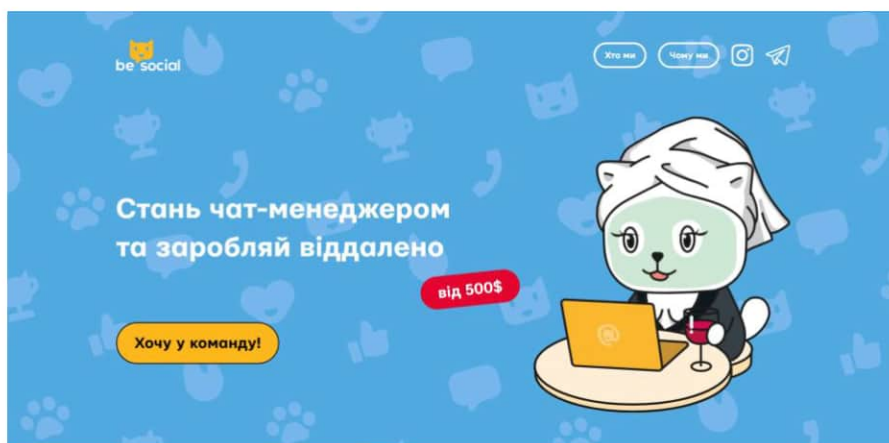 be social
Хто ми
Чому ми
Стань чат-менеджером
та заробляй віддалено
від 500$
Хочу у команду!